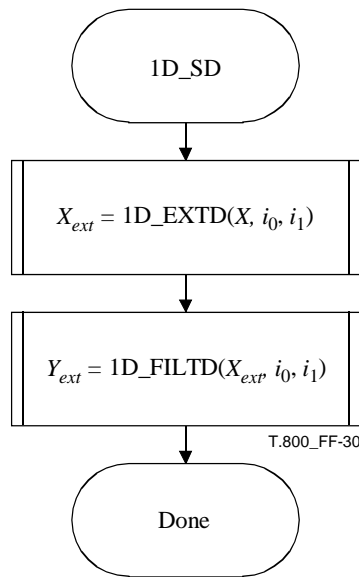 1D_SD
X_ext = 1D_EXTD(X, i_0, i_1)
Y_ext = 1D_FILTD(X_ext, i_0, i_1)
T.800_FF-30
Done